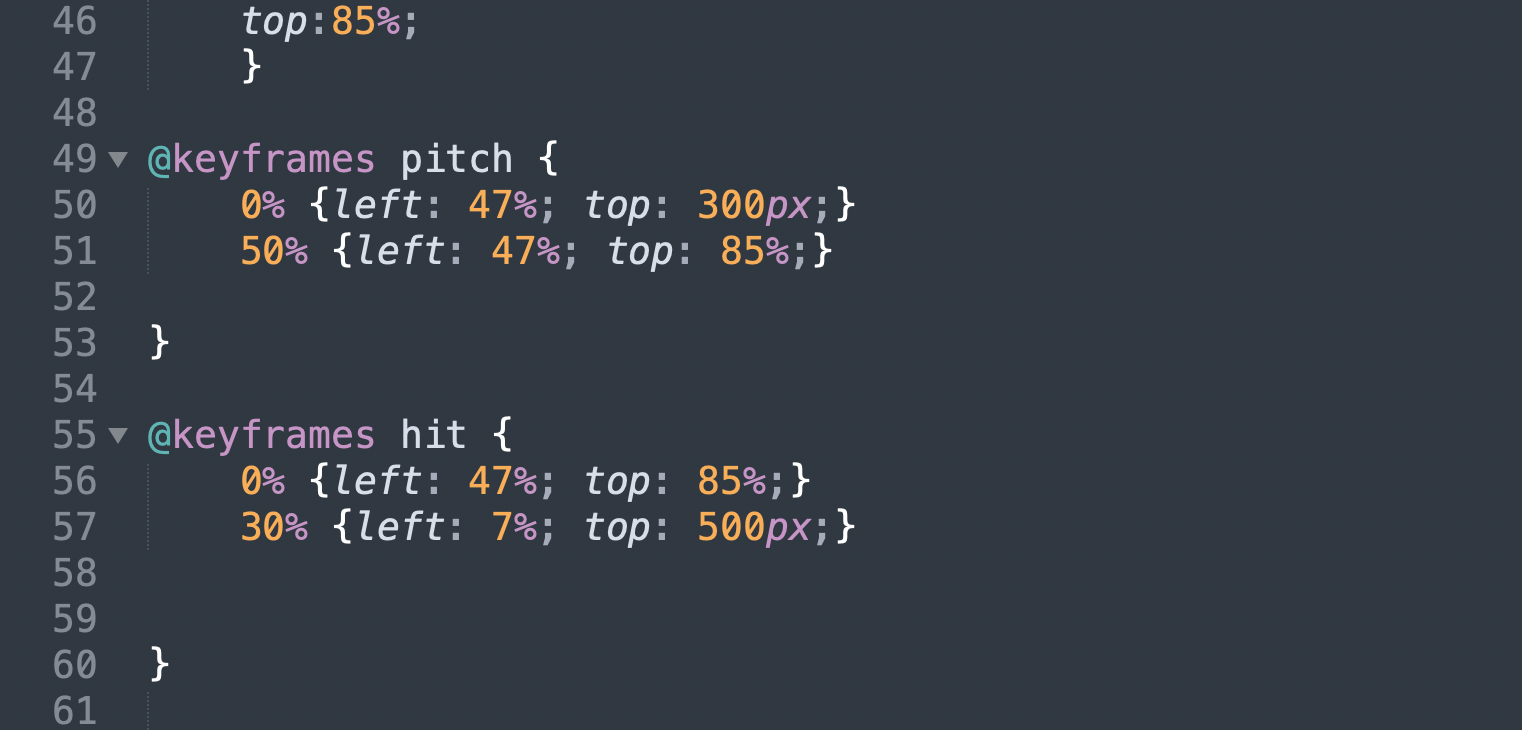 46 top:85%;
47 }
48
49 @keyframes pitch {
50 0% {left: 47%; top: 300px;}
51 50% {left: 47%; top: 85%;}
52
53 }
54
55 @keyframes hit {
56 0% {left: 47%; top: 85%;}
57 30% {left: 7%; top: 500px;}
58
59
60 }
61